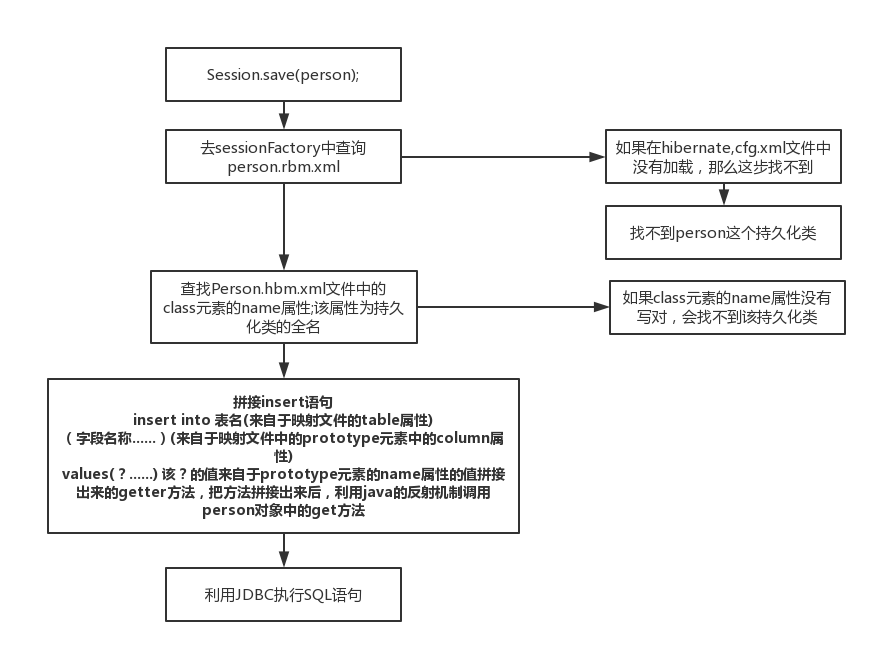 Session.save(person);
去sessionFactory中查询
person.rbm.xml
如果在hibernate,cfg.xml文件中
没有加载，那么这步找不到
找不到person这个持久化类
查找Person.hbm.xml文件中的
class元素的name属性;该属性为持久
化类的全名
如果class元素的name属性没有
写对，会找不到该持久化类
拼接insert语句
insert into 表名(来自于映射文件的table属性)
（ 字段名称...... ）(来自于映射文件中的prototype元素中的column属
性)
values(？......) 该？的值来自于prototype元素的name属性的值拼接
出来的getter方法，把方法拼接出来后，利用java的反射机制调用
person对象中的get方法
利用JDBC执行SQL语句